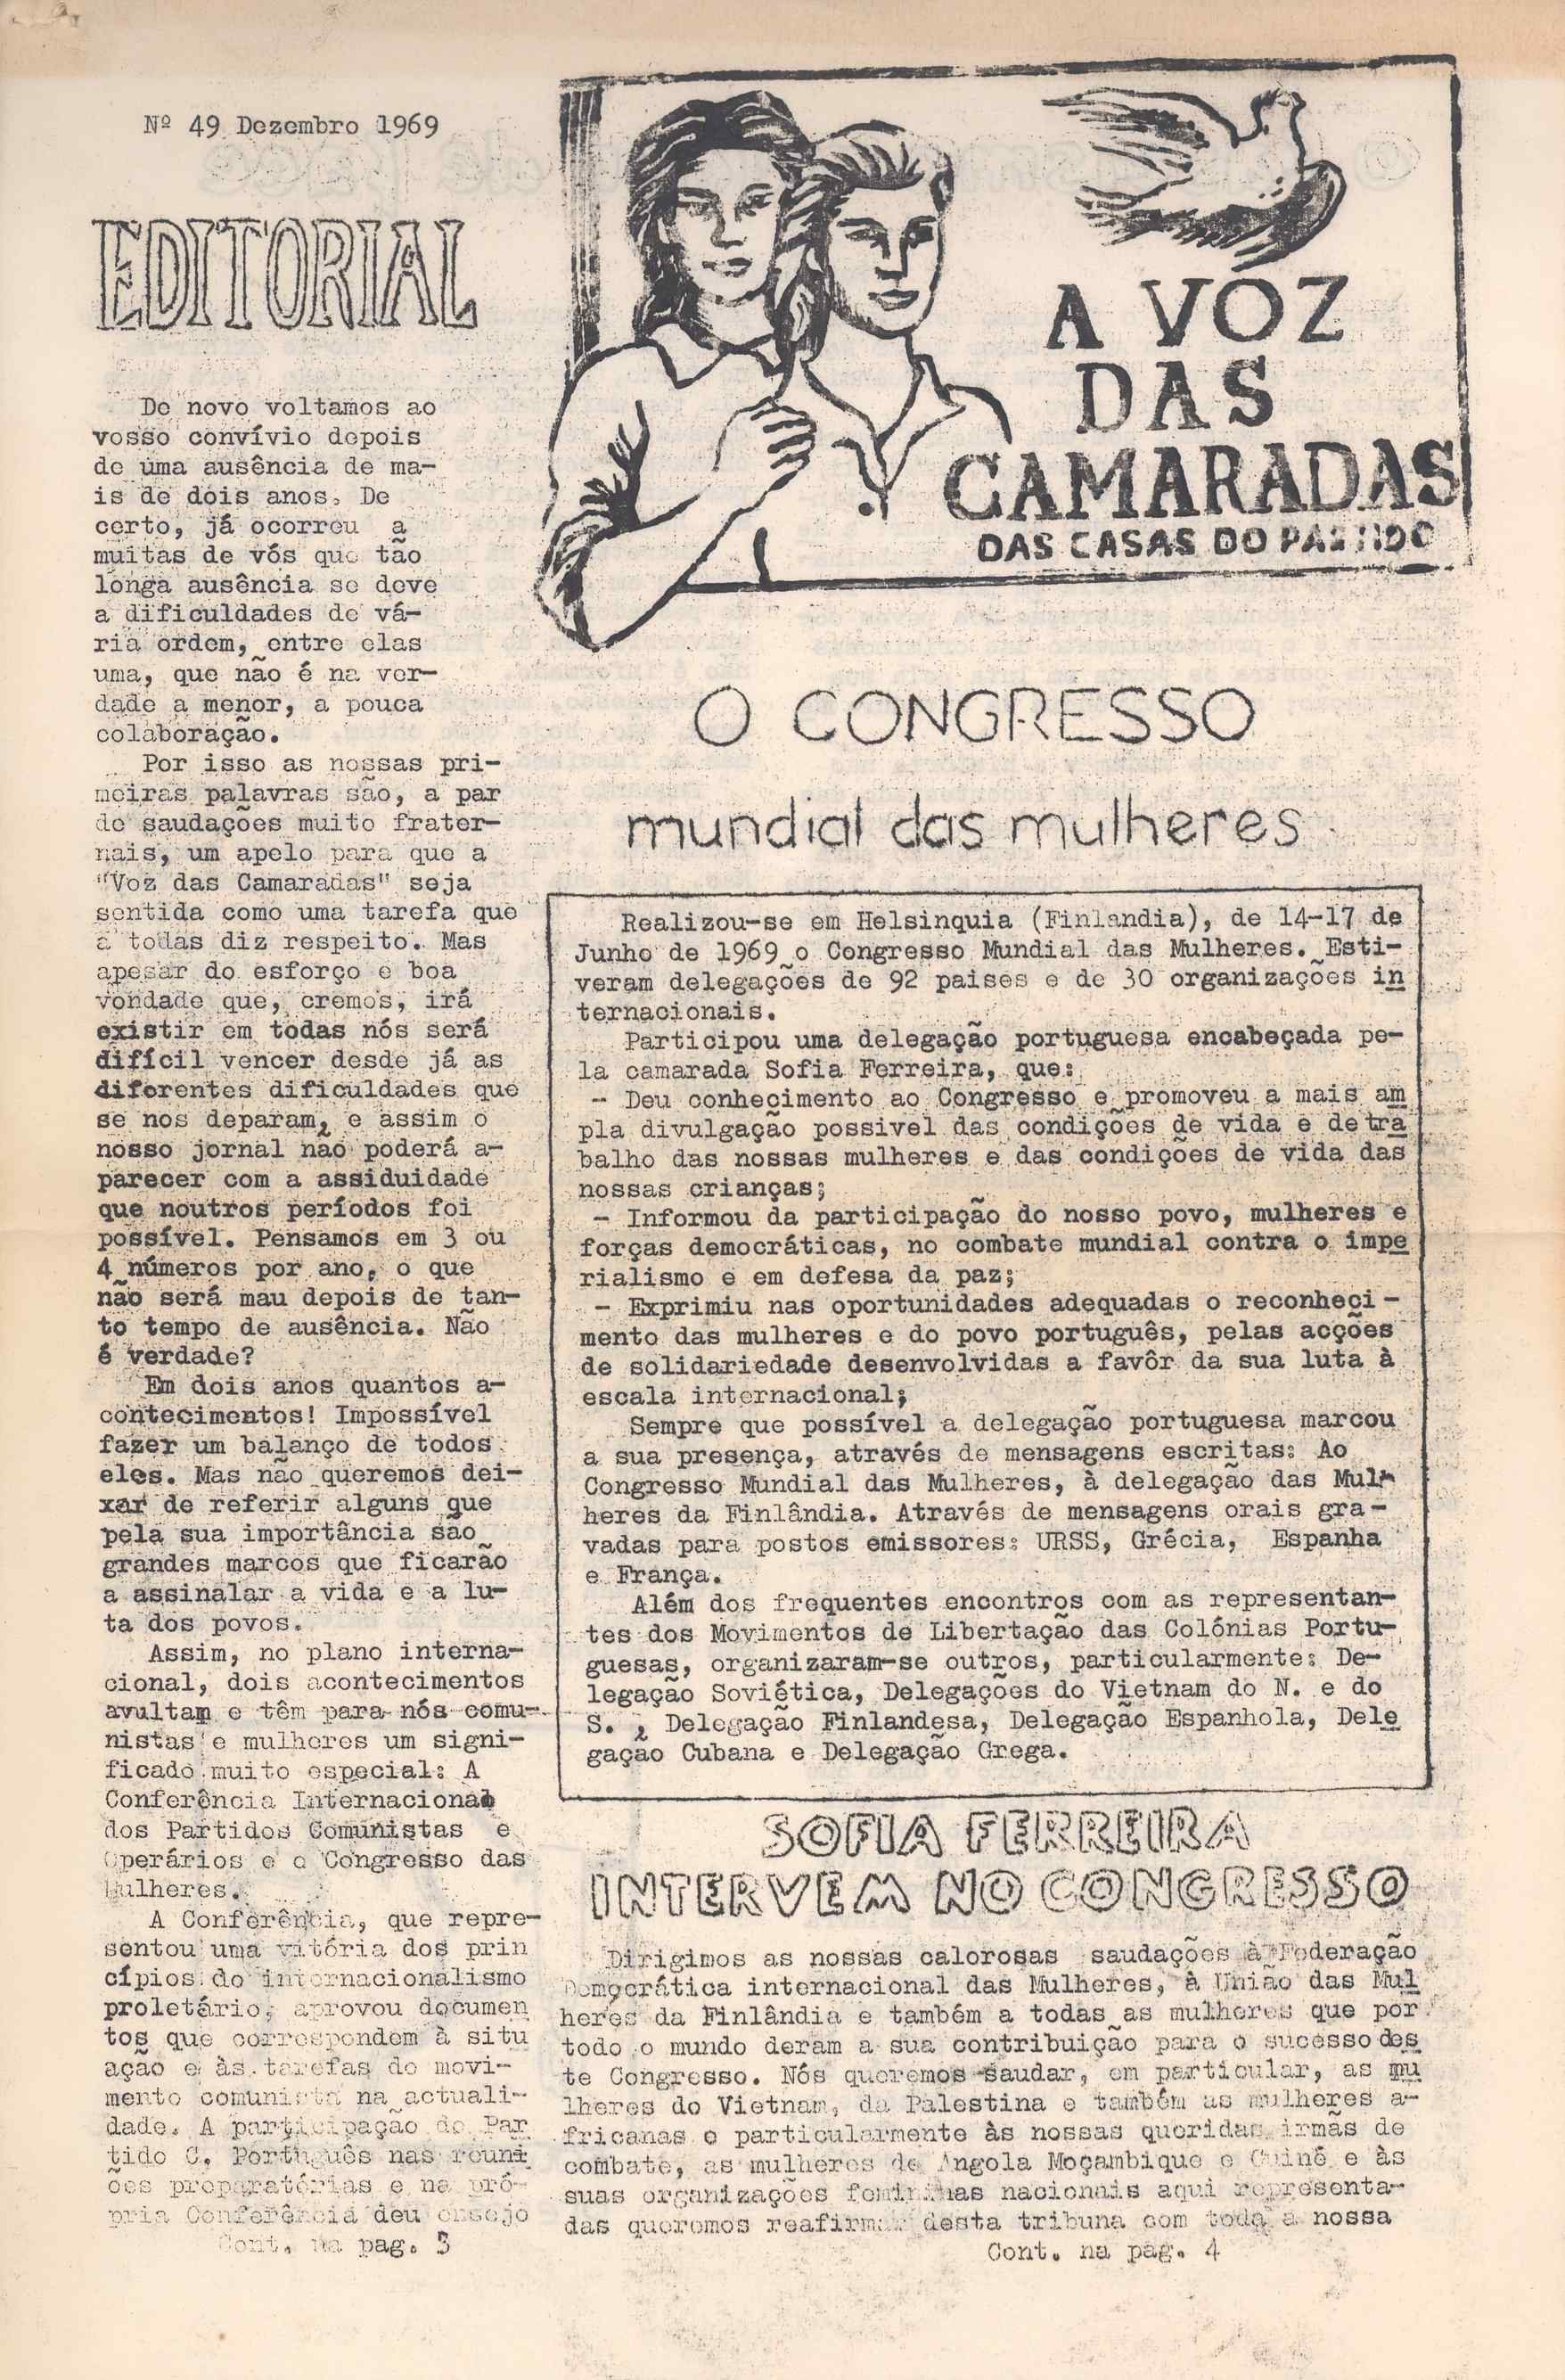 Nº 49 Dezembro 1969
EDITORIAL
De novo voltamos ao
vosso convívio depois
de uma ausência de ma-
is de dois anos. De
certo, já ocorreu a
muitas de vós que tão
longa ausência se deve
a dificuldades de vá-
ria ordem, entre elas
uma, que não é na ver-
dade a menor, a pouca
colaboração.
Por isso as nossas pri-
meiras palavras são, a par
de saudações muito frater-
nais, um apelo para que a
"Voz das Camaradas" seja
sentida como uma tarefa que
a todas diz respeito. Mas
apesar do esforço e boa
vondade que, cremos, irá
existir em todas nós será
difícil vencer desde já as
diferentes dificuldades que
se nos deparam, e assim o
nosso jornal não poderá a-
parecer com a assiduidade
que noutros períodos foi
possível. Pensamos em 3 ou
4 números por ano, o que
não será mau depois de tan-
to tempo de ausência. Não
é verdade?
Em dois anos quantos a-
contecimentos! Impossível
fazer um balanço de todos
eles. Mas não queremos dei-
xar de referir alguns que
pela sua importância são
grandes marcos que ficarão
a assinalar a vida e a lu-
ta dos povos.
Assim, no plano interna-
cional, dois acontecimentos
avultam e têm para nós comu-
nistas e mulheres um signi-
ficado muito especial: A
Conferência Internacional
dos Partidos Comunistas e
Operários e o Congresso das
Mulheres.
A Conferência, que repre-
sentou uma vitória dos prin
cípios do internacionalismo
proletário, aprovou documen
tos que correspondem à situ
ação e às tarefas do movi-
mento comunista na actuali-
dade. A participação do Par
tido C. Português nas reuni
ões preparatórias e na pró-
pria Conferência deu ensejo
Cont. na pag. 3
A VOZ
DAS
CAMARADAS
DAS CASAS DO PARTIDO
O CONGRESSO
mundial das mulheres
Realizou-se em Helsinquia (Finlandia), de 14-17 de
Junho de 1969 o Congresso Mundial das Mulheres. Esti-
veram delegações de 92 paises e de 30 organizações in
ternacionais.
Participou uma delegação portuguesa encabeçada pe-
la camarada Sofia Ferreira, que:
- Deu conhecimento ao Congresso e promoveu a mais am
pla divulgação possivel das condições de vida e de tra
balho das nossas mulheres e das condições de vida das
nossas crianças;
- Informou da participação do nosso povo, mulheres e
forças democráticas, no combate mundial contra o impe
rialismo e em defesa da paz;
- Exprimiu nas oportunidades adequadas o reconheci -
mento das mulheres e do povo português, pelas acções
de solidariedade desenvolvidas a favôr da sua luta à
escala internacional;
Sempre que possível a delegação portuguesa marcou
a sua presença, através de mensagens escritas: Ao
Congresso Mundial das Mulheres, à delegação das Mul-
heres da Finlândia. Através de mensagens orais gra -
vadas para postos emissores: URSS, Grécia, Espanha
e França.
Além dos frequentes encontros com as representan-
tes dos Movimentos de Libertação das Colónias Portu-
guesas, organizaram-se outros, particularmente: De-
legação Soviética, Delegações do Vietnam do N. e do
S. , Delegação Finlandesa, Delegação Espanhola, Dele
gação Cubana e Delegação Grega.
SOFIA FERREIRA
INTERVEM NO CONGRESSO
Dirigimos as nossas calorosas saudações à Federação
Democrática internacional das Mulheres, à União das Mul
heres da Finlândia e também a todas as mulheres que por
todo o mundo deram a sua contribuição para o sucesso des
te Congresso. Nós queremos saudar, em particular, as mu
lheres do Vietnam, da Palestina e também as mulheres a-
fricanas e particularmente às nossas queridas irmãs de
combate, as mulheres de Angola Moçambique e Guiné e às
suas organizações femininas nacionais aqui representa-
das queremos reafirmar desta tribuna com toda a nossa
Cont. na pag. 4